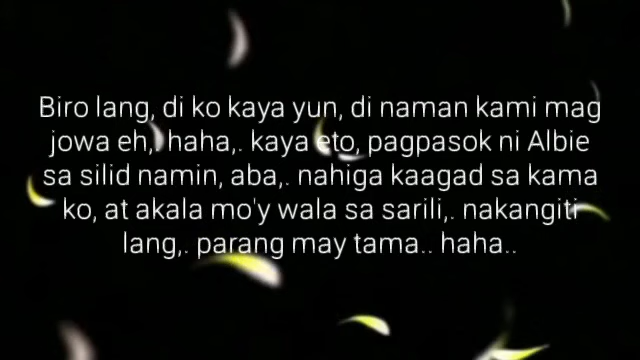 Biro lang, di ko kaya yun, di naman kami mag
jowa eh,. haha,. kaya eto, pagpasok ni Albie
sa silid namin, aba,. nahiga kaagad sa kama
ko, at akala mo'y wala sa sarili,. nakangiti
lang,. parang may tama.. haha..